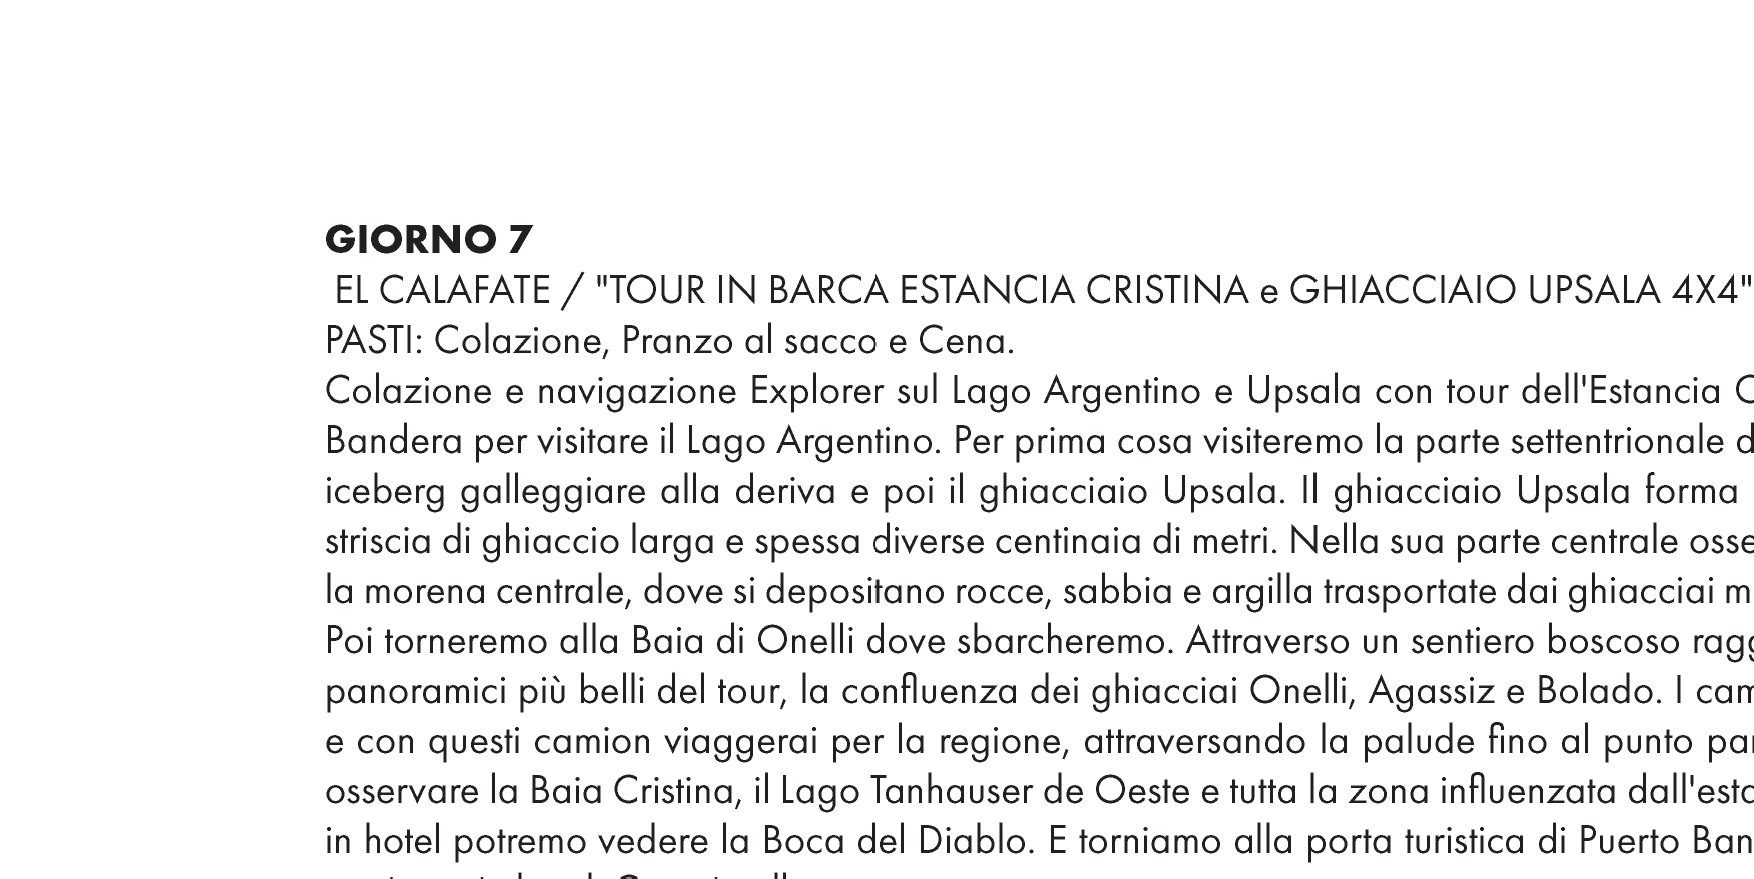 GIORNO 7
EL CALAFATE / "TOUR IN BARCA ESTANCIA CRISTINA e GHIACCIAIO UPSALA 4X4"
PASTI: Colazione, Pranzo al sacco e Cena.
Colazione e navigazione Explorer sul Lago Argentino e Upsala con tour dell'Estancia
Bandera per visitare il Lago Argentino. Per prima cosa visiteremo la parte settentrionale
iceberg galleggiare alla deriva e poi il ghiacciaio Upsala. Il ghiacciaio Upsala forma
striscia di ghiaccio larga e spessa diverse centinaia di metri. Nella sua parte centrale
la morena centrale, dove si depositano rocce, sabbia e argilla trasportate dai ghiacciai
Poi torneremo alla Baia di Onelli dove sbarcheremo. Attraverso un sentiero boscoso
panoramici più belli del tour, la confluenza dei ghiacciai Onelli, Agassiz e Bolado. I
e con questi camion viaggerai per la regione, attraversando la palude fino al punto
osservare la Baia Cristina, il Lago Tanhauser de Oeste e tutta la zona influenzata
in hotel potremo vedere la Boca del Diablo. E torniamo alla porta turistica di Puerto